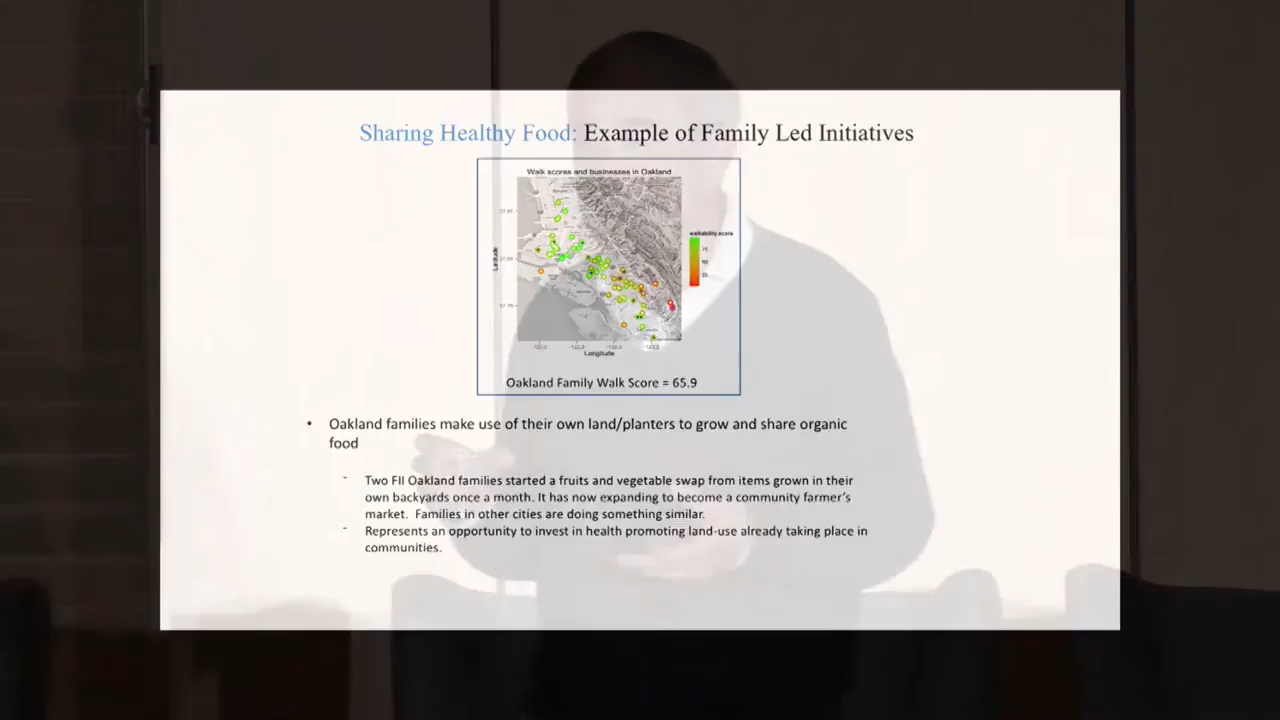 Sharing Healthy Food: Example of Family Led Initiatives
Walk scores and businesses in Oakland
walkability.score
75
50
25
Latitude
Longitude
Oakland Family Walk Score = 65.9
• Oakland families make use of their own land/planters to grow and share organic
food
- Two FII Oakland families started a fruits and vegetable swap from items grown in their
own backyards once a month. It has now expanding to become a community farmer's
market. Families in other cities are doing something similar.
- Represents an opportunity to invest in health promoting land-use already taking place in
communities.